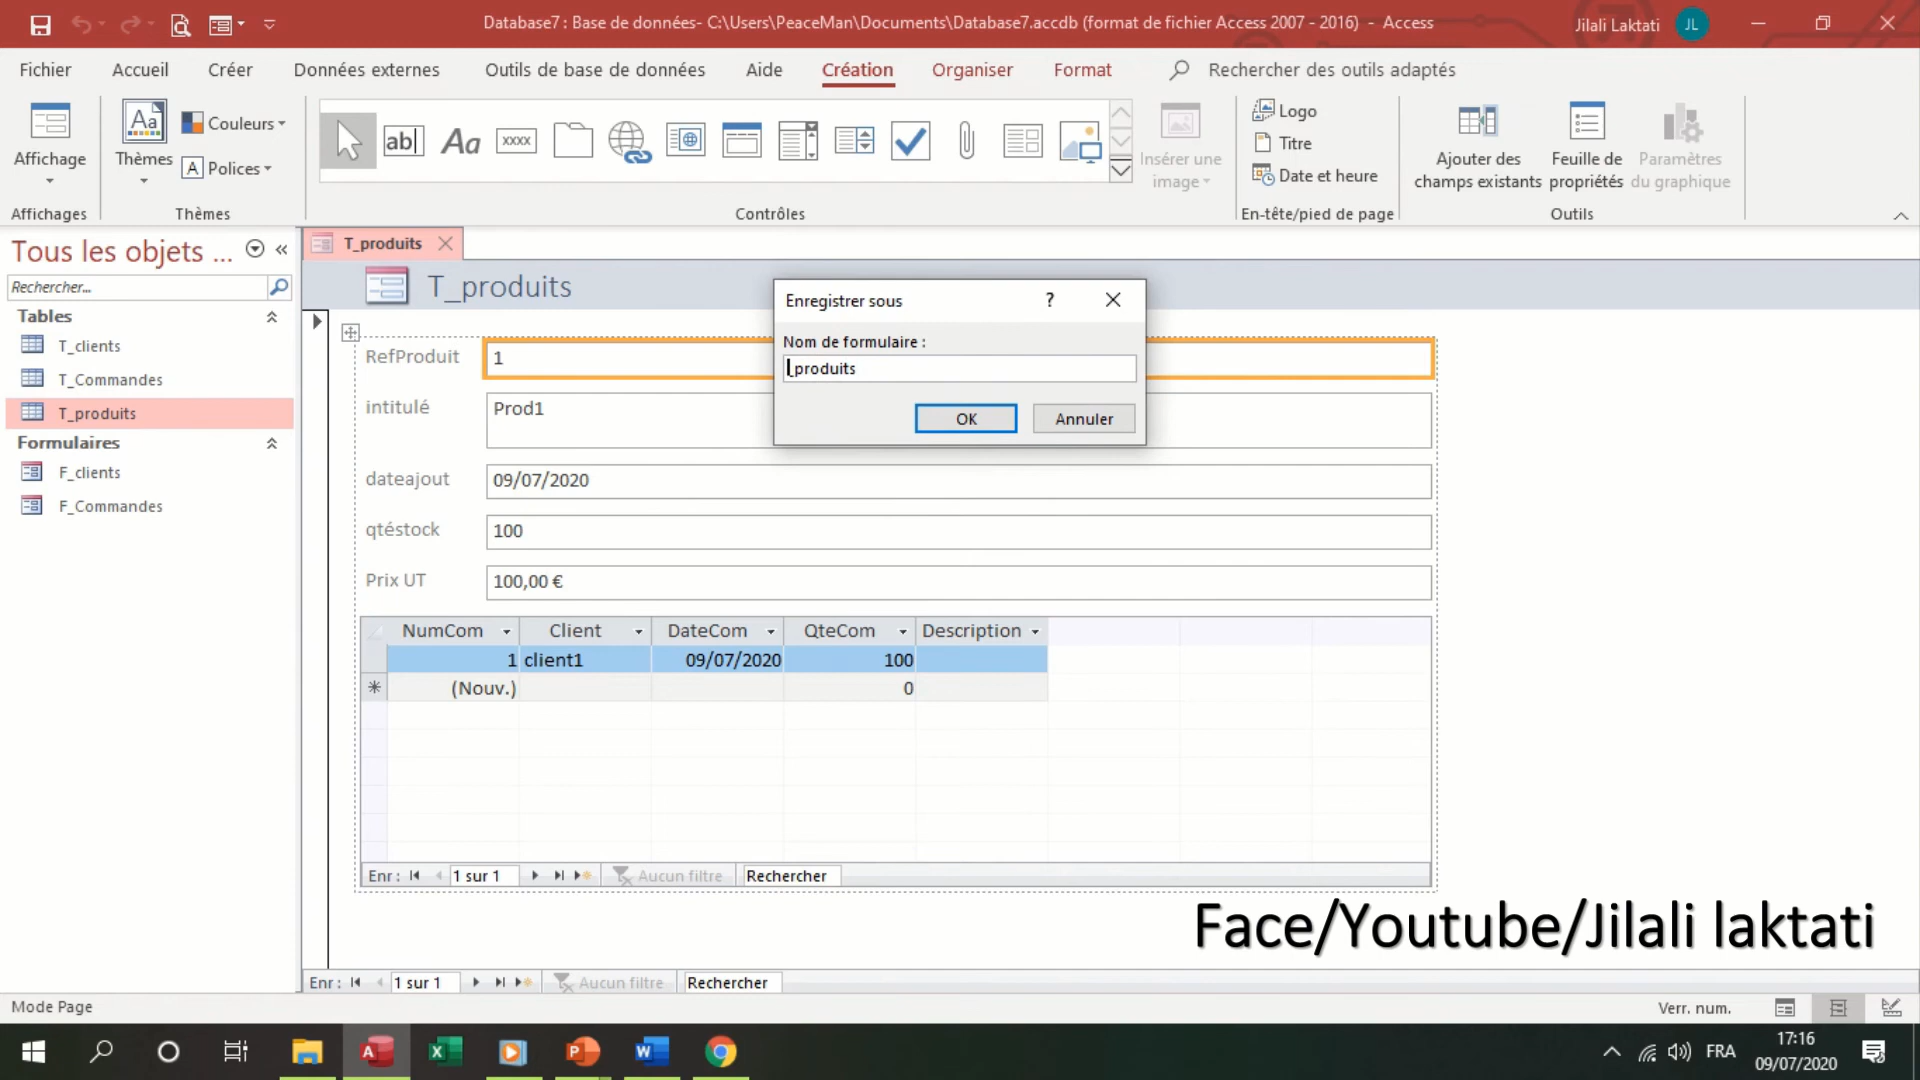 Database7 : Base de données- C:\Users\PeaceMan\Documents\Database7.accdb (format de fichier Access 2007 - 2016) - Access
Jilali Laktati
JL
Fichier
Accueil
Créer
Données externes
Outils de base de données
Aide
Création
Organiser
Format
Rechercher des outils adaptés
Affichage
Affichages
Aa
Thèmes
Couleurs
A Polices
Thèmes
ab|
Aa
xxxx
Contrôles
Insérer une
image
Logo
Titre
Date et heure
En-tête/pied de page
Ajouter des
champs existants
Feuille de
propriétés
Paramètres
du graphique
Outils
Tous les objets ...
Rechercher...
Tables
T_clients
T_Commandes
T_produits
Formulaires
F_clients
F_Commandes
T_produits
T_produits
RefProduit
1
intitulé
Prod1
dateajout
09/07/2020
qtéstock
100
Prix UT
100,00 €
Enregistrer sous
?
Nom de formulaire :
_produits
OK
Annuler
NumCom
Client
DateCom
QteCom
Description
1
client1
09/07/2020
100
(Nouv.)
0
Enr :
1 sur 1
Aucun filtre
Rechercher
Face/Youtube/Jilali laktati
Enr :
1 sur 1
Aucun filtre
Rechercher
Mode Page
Verr. num.
FRA
17:16
09/07/2020